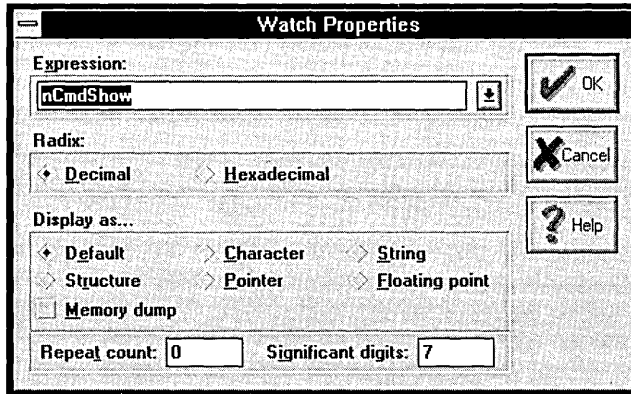 Watch Properties
Expression:
nCmdShow
OK
Radix:
Decimal Hexadecimal
Cancel
Display as...
Default Character String
Help
Structure Pointer Floating point
Memory dump
Repeat count: 0 Significant digits: 7